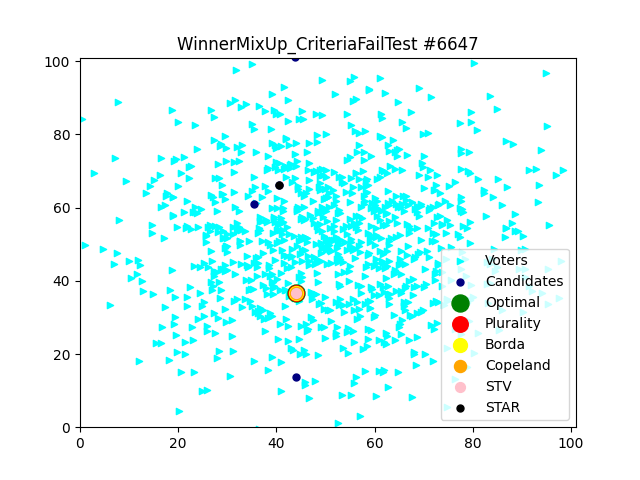 WinnerMixUp_CriteriaFailTest #6647
100
80
60
40
20
0
0
20
40
60
80
100
Voters
Candidates
Optimal
Plurality
Borda
Copeland
STV
STAR